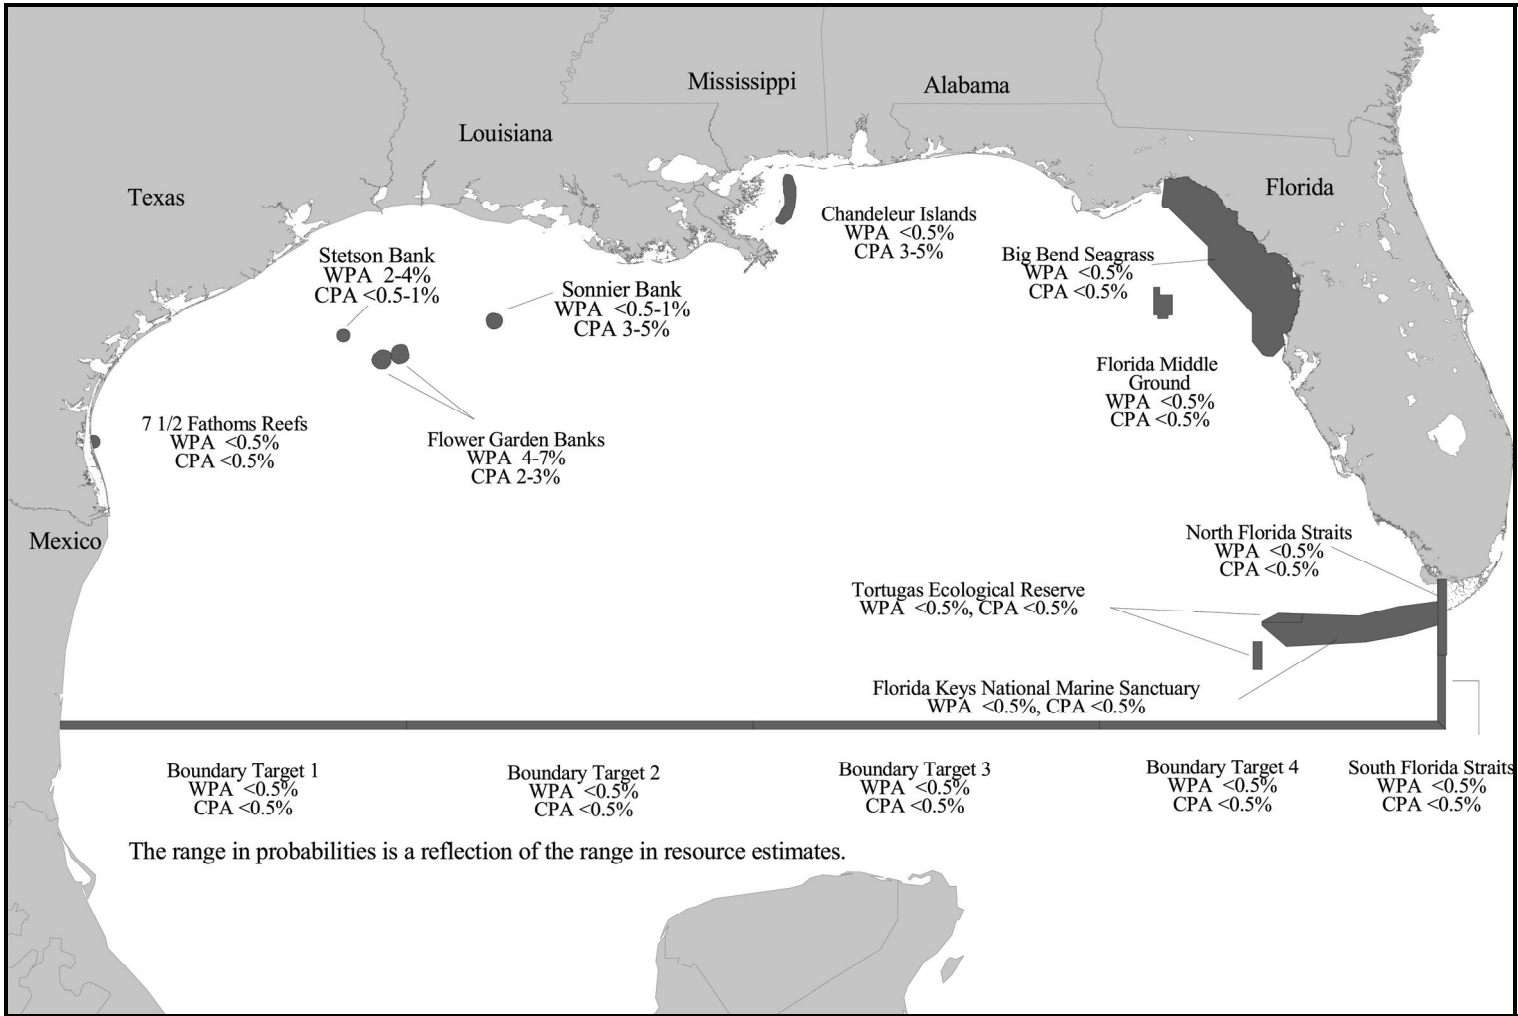 Mississippi
Alabama
Louisiana
Texas
Florida
Chandeleur Islands
WPA <0.5%
CPA 3-5%
Stetson Bank
WPA 2-4%
CPA <0.5-1%
Big Bend Seagrass
WPA <0.5%
CPA <0.5%
Sonnier Bank
WPA <0.5-1%
CPA 3-5%
Florida Middle
Ground
WPA <0.5%
CPA <0.5%
7 1/2 Fathoms Reefs
WPA <0.5%
CPA <0.5%
Flower Garden Banks
WPA 4-7%
CPA 2-3%
Mexico
North Florida Straits
WPA <0.5%
CPA <0.5%
Tortugas Ecological Reserve
WPA <0.5%, CPA <0.5%
Florida Keys National Marine Sanctuary
WPA <0.5%, CPA <0.5%
Boundary Target 1
WPA <0.5%
CPA <0.5%
Boundary Target 2
WPA <0.5%
CPA <0.5%
Boundary Target 3
WPA <0.5%
CPA <0.5%
Boundary Target 4
WPA <0.5%
CPA <0.5%
South Florida Straits
WPA <0.5%
CPA <0.5%
The range in probabilities is a reflection of the range in resource estimates.